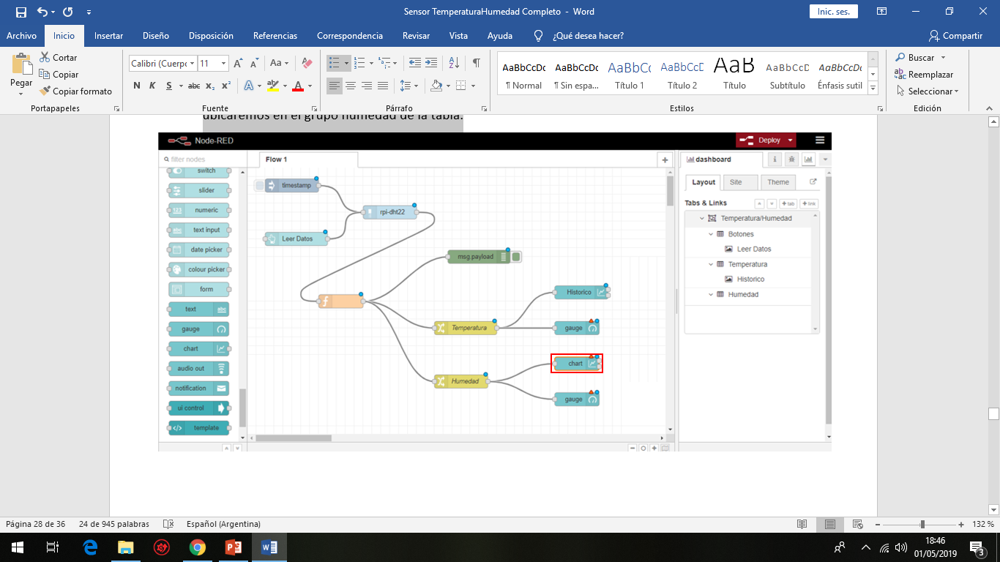 Sensor TemperaturaHumedad Completo - Word
Inic. ses.
Archivo Inicio Insertar Diseño Disposición Referencias Correspondencia Revisar Vista Ayuda ¿Qué desea hacer? Compartir
Pegar
Cortar
Copiar
Copiar formato
Portapapeles
Calibri (Cuerpo 11
Aa
N K S abc x₂ x²
Fuente
Párrafo
AaBbCcDc AaBbCcDc AaBbCc AaBbCcD AaB AaBbCcD AaBbCcDc
¶ Normal ¶ Sin espa... Título 1 Título 2 Título Subtítulo Énfasis sutil
Estilos
Buscar
Reemplazar
Seleccionar
Edición
ubicaremos en el grupo humedad de la tabla.
Node-RED
Deploy
filter nodes
switch
slider
numeric
text input
date picker
colour picker
form
text
gauge
chart
audio out
notification
ui control
template
Flow 1
timestamp
rpi-dht22
Leer Datos
msg.payload
Historico
Temperatura
gauge
chart
Humedad
gauge
dashboard
Layout Site Theme
Tabs & Links
+tab +link
Temperatura/Humedad
Botones
Leer Datos
Temperatura
Historico
Humedad
Página 28 de 36 24 de 945 palabras Español (Argentina) 132 %
18:46
01/05/2019
3